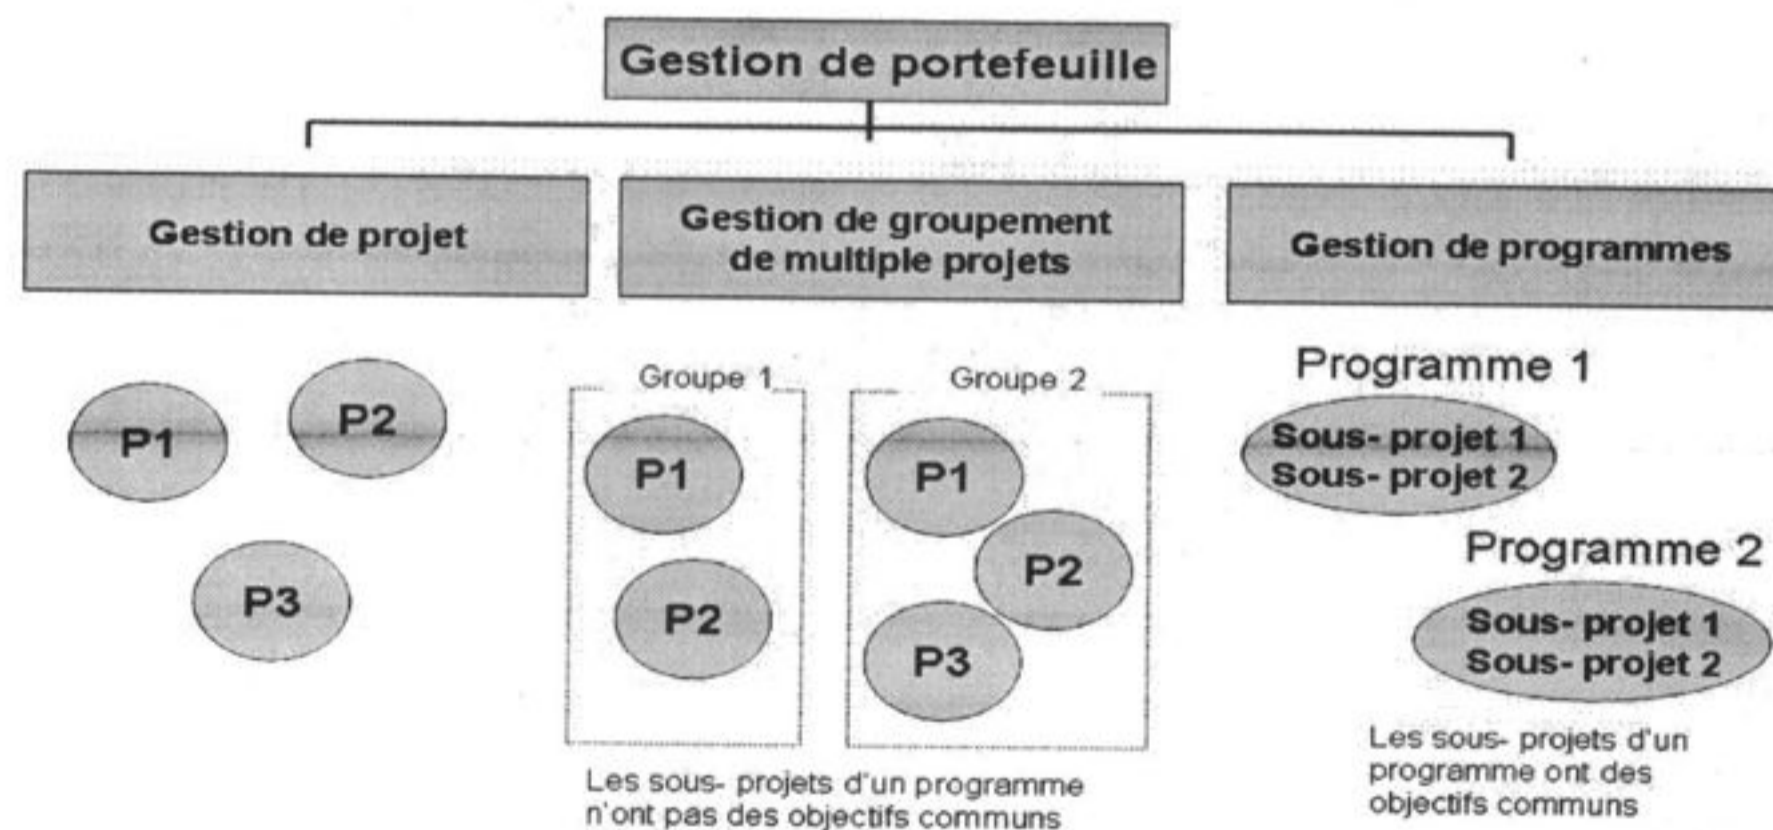 Gestion de portefeuille
Gestion de projet
Gestion de groupement
de multiple projets
Gestion de programmes
P1
P2
P3
Groupe 1
P1
P2
Groupe 2
P1
P2
P3
Les sous- projets d'un programme
n'ont pas des objectifs communs
Programme 1
Sous- projet 1
Sous- projet 2
Programme 2
Sous- projet 1
Sous- projet 2
Les sous- projets d'un
programme ont des
objectifs communs